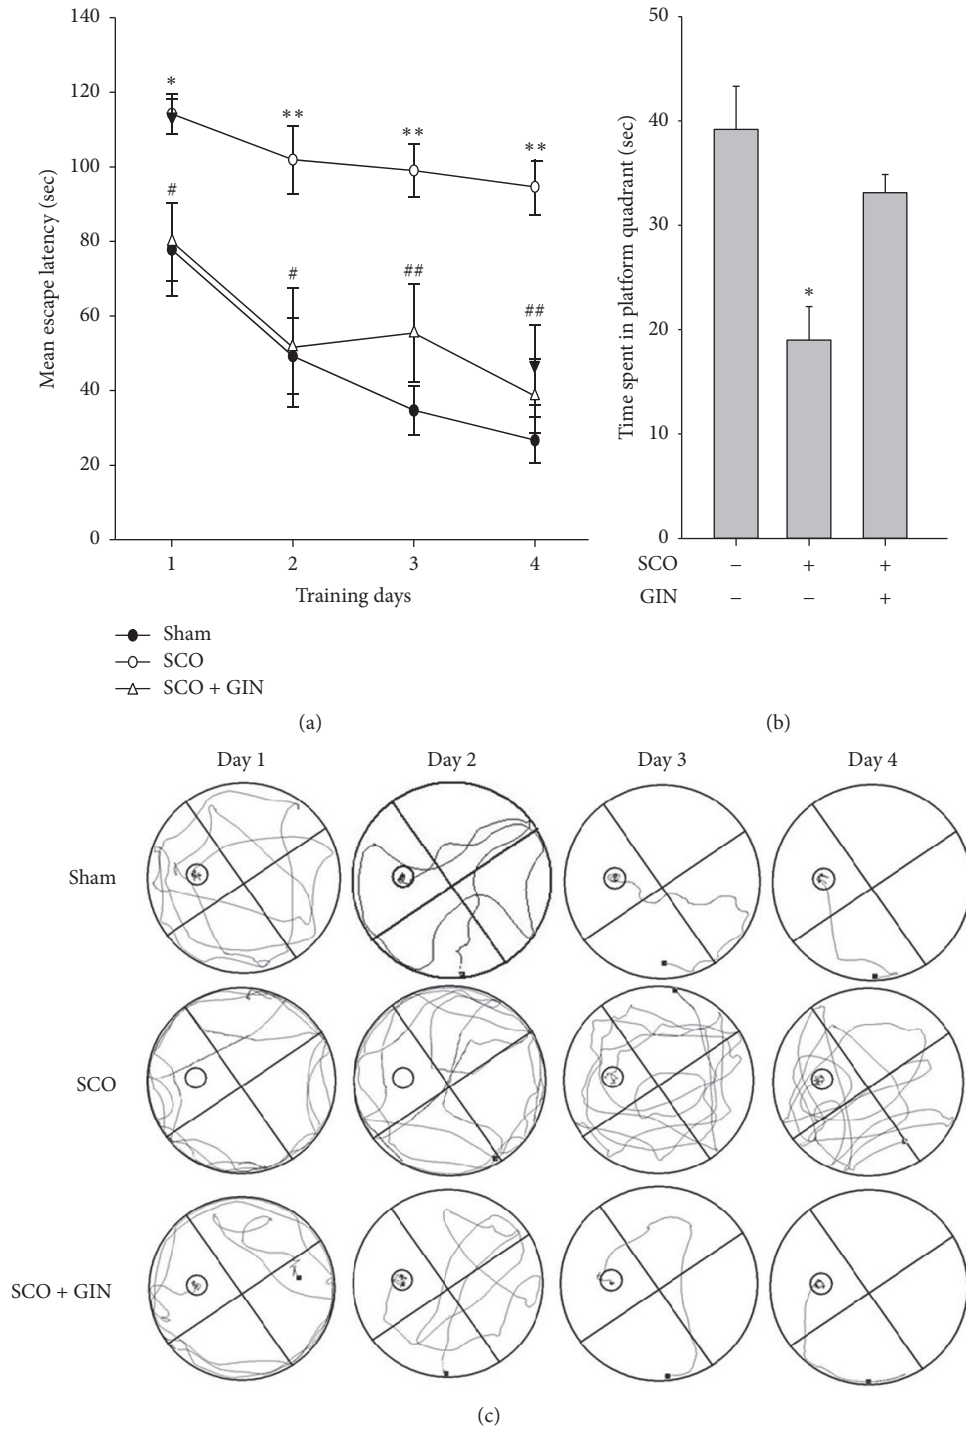 140
120
100
80
60
40
20
0
Mean escape latency (sec)
*
**
**
**
#
#
##
##
1 2 3 4
Training days
Sham
SCO
SCO + GIN
(a)
50
40
30
20
10
0
Time spent in platform quadrant (sec)
*
SCO − + +
GIN − − +
(b)
Day 1 Day 2 Day 3 Day 4
Sham
SCO
SCO + GIN
(c)